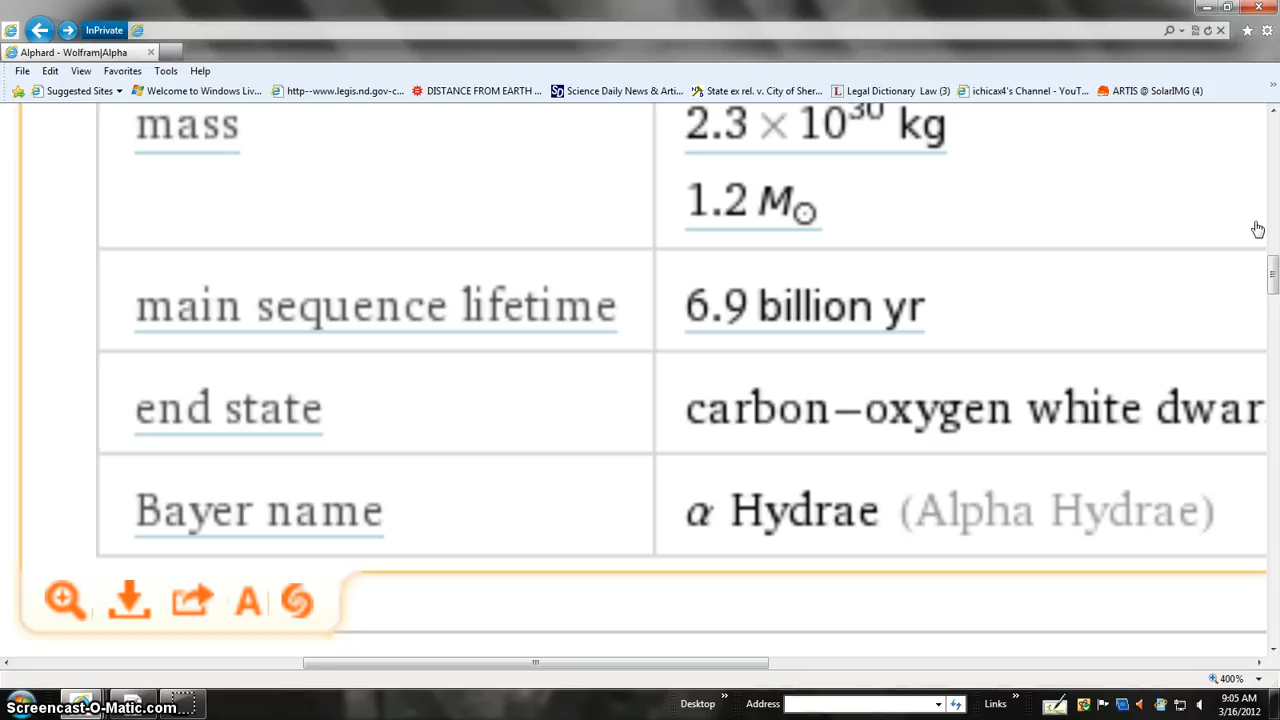 InPrivate
Alphard - Wolfram|Alpha
File Edit View Favorites Tools Help
Suggested Sites Welcome to Windows Liv... http--www.legis.nd.gov-c... DISTANCE FROM EARTH ... Science Daily News & Arti... State ex rel. v. City of Sher... Legal Dictionary Law (3) ichicax4's Channel - YouT... ARTIS @ SolarIMG (4)
mass 2.3 × 10³⁰ kg
1.2 M☉
main sequence lifetime 6.9 billion yr
end state carbon–oxygen white dwar
Bayer name α Hydrae (Alpha Hydrae)
A
400%
Desktop » Address Links » 9:05 AM
3/16/2012
Screencast-O-Matic.com